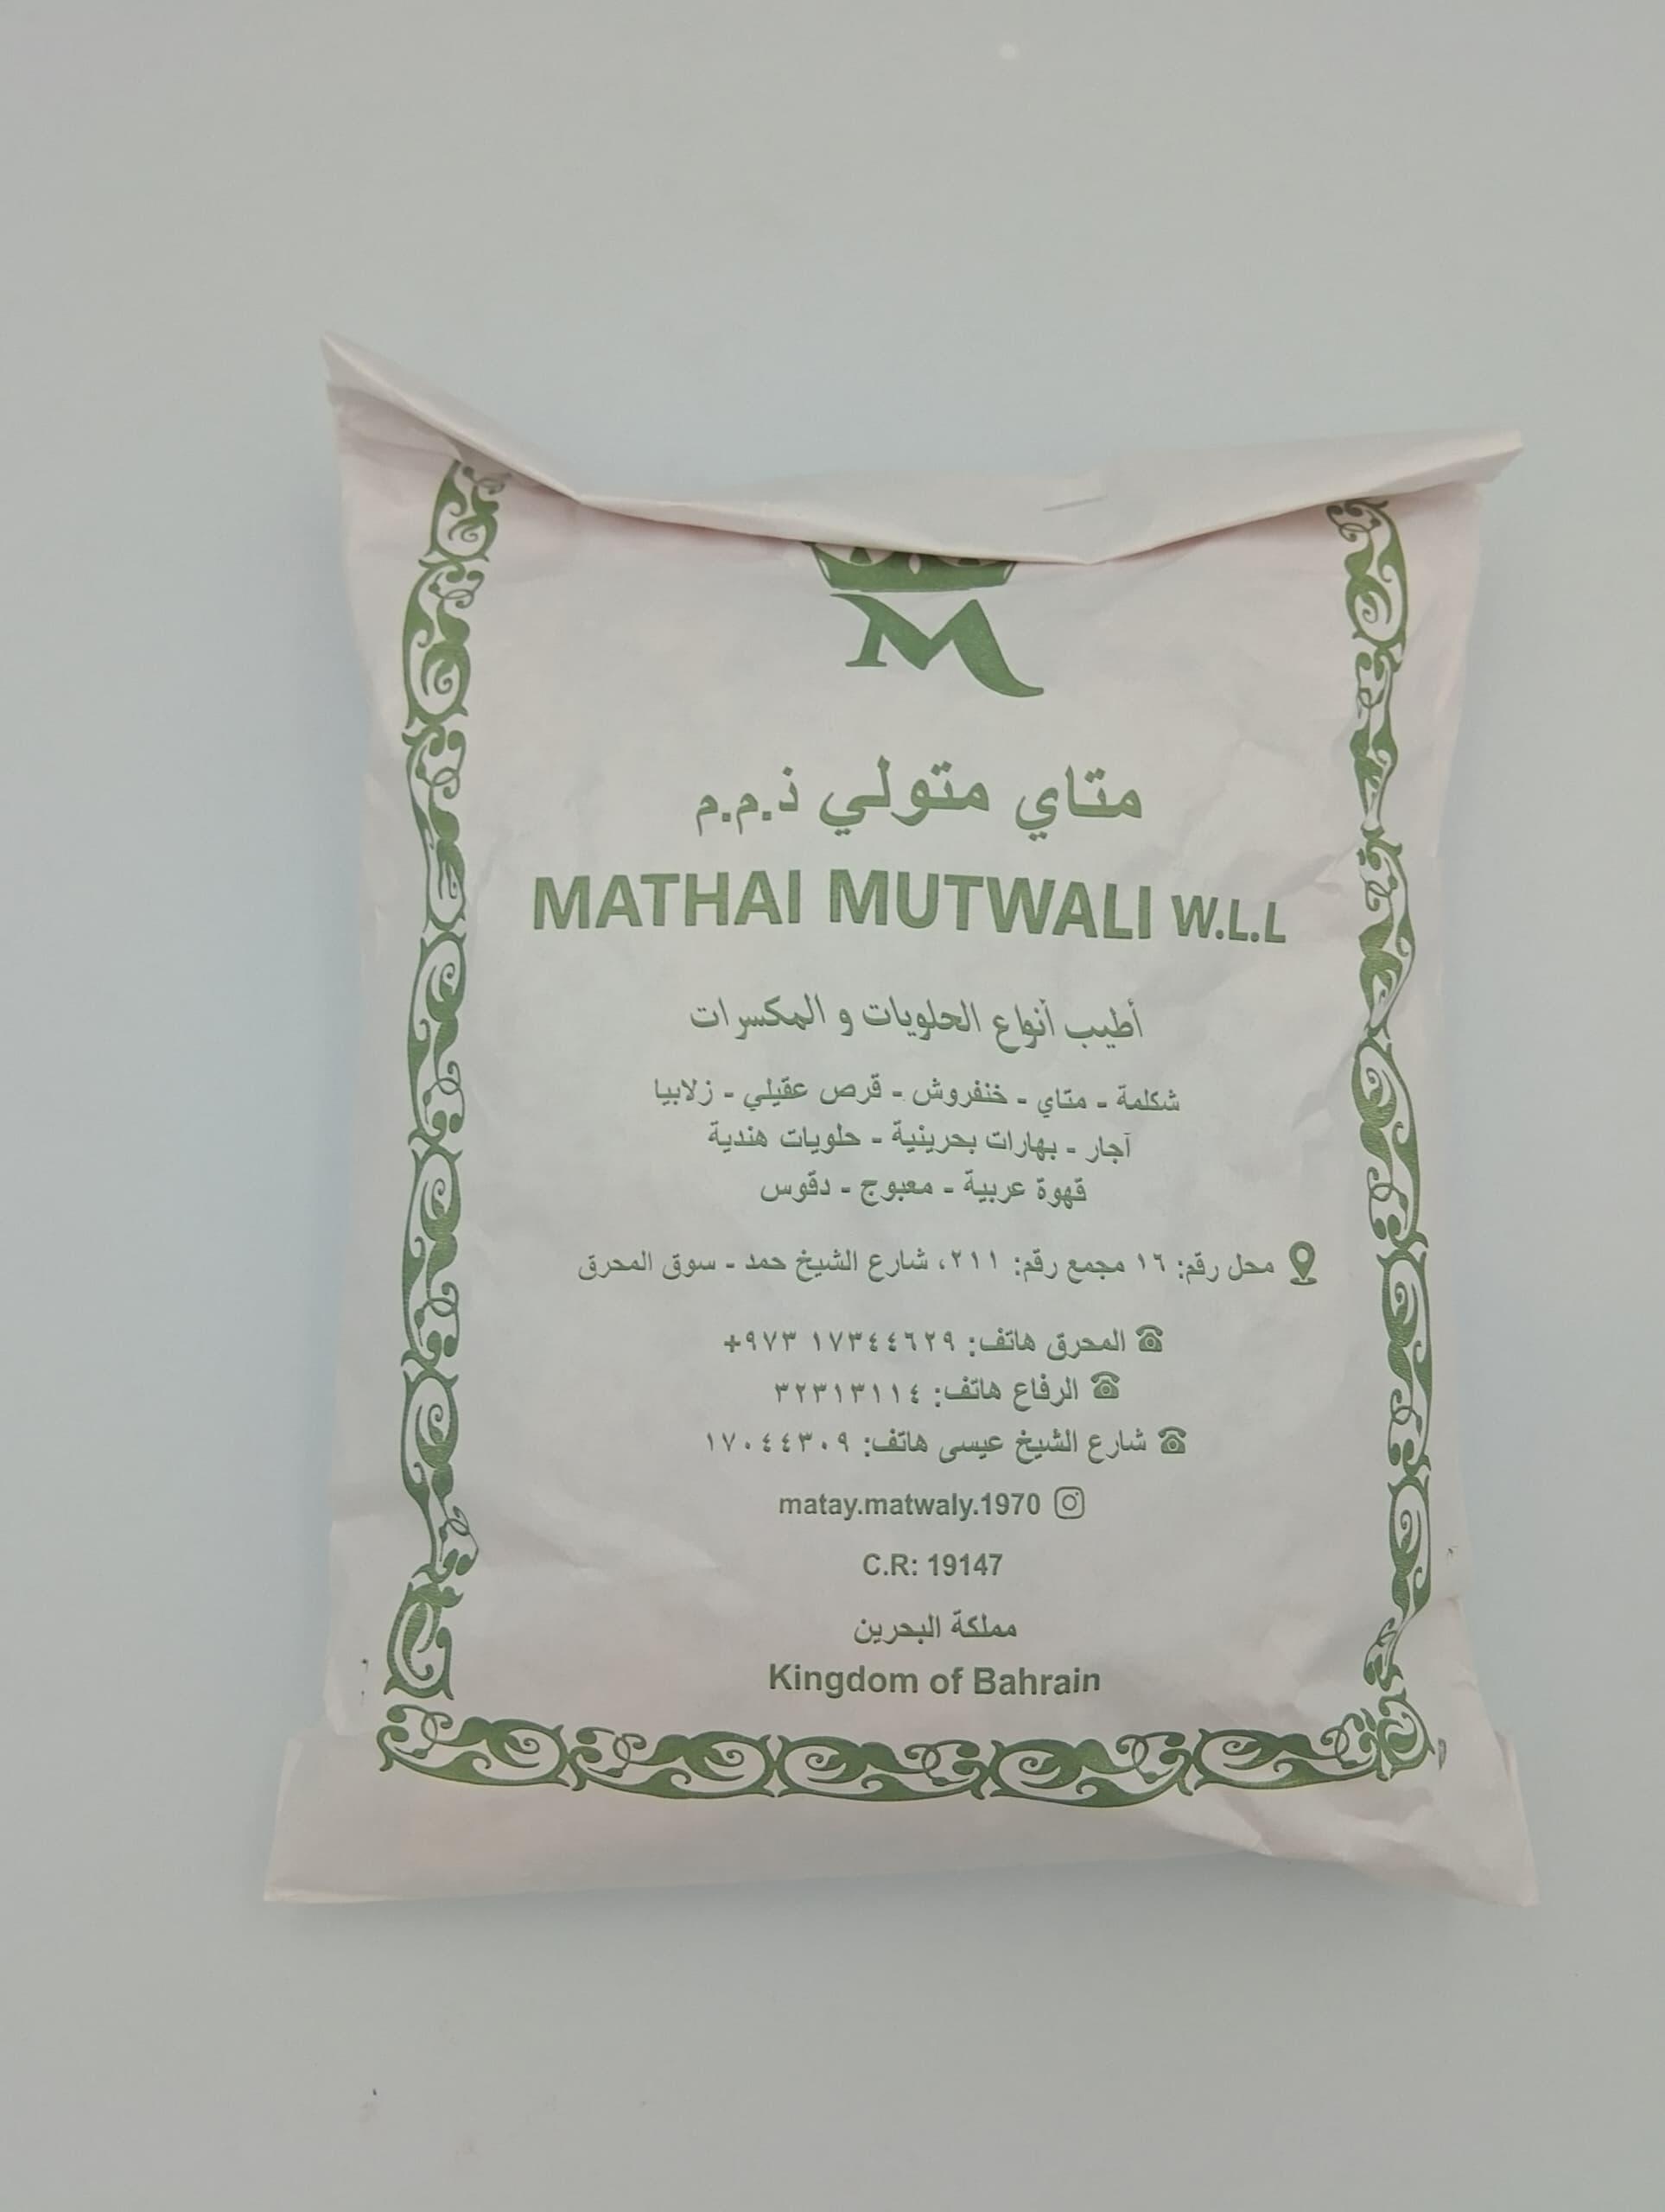 M
متاي متولي ذ.م.م
MATHAI MUTWALI W.L.L
أطيب أنواع الحلويات و المكسرات
شكلمة - متاي - خنفروش - قرص عقيلي - زلابيا
آجار - بهارات بحرينية - حلويات هندية
قهوة عربية - معبوج - دقوس
محل رقم: ١٦ مجمع رقم: ٢١١، شارع الشيخ حمد - سوق المحرق
المحرق هاتف: ١٧٣٤٤٦٢٩ ٩٧٣+
الرفاع هاتف: ٣٢٣١٣١١٤
شارع الشيخ عيسى هاتف: ١٧٠٤٤٣٠٩
matay.matwaly.1970
C.R: 19147
مملكة البحرين
Kingdom of Bahrain